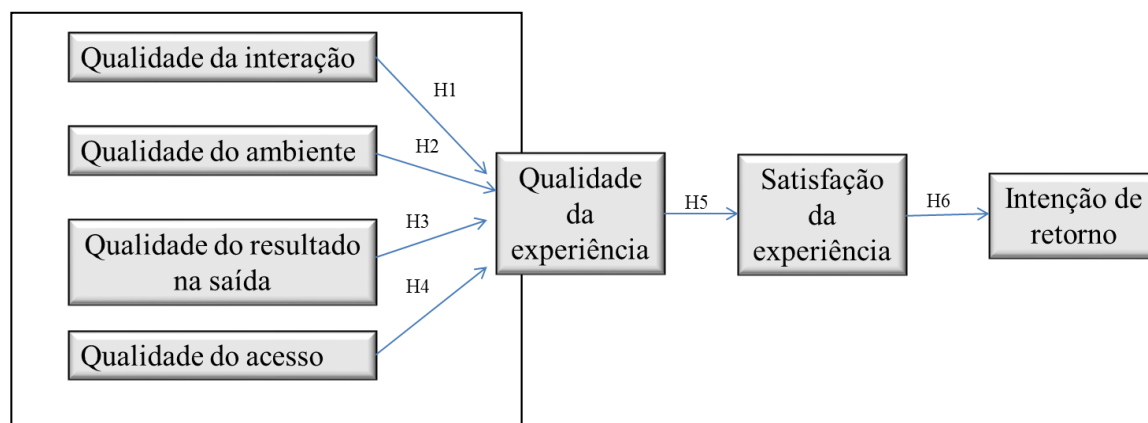 Qualidade da interação
H1
Qualidade do ambiente
H2
Qualidade do resultado
na saída
H3
Qualidade do acesso
H4
Qualidade
da
experiência
H5
Satisfação
da
experiência
H6
Intenção de
retorno